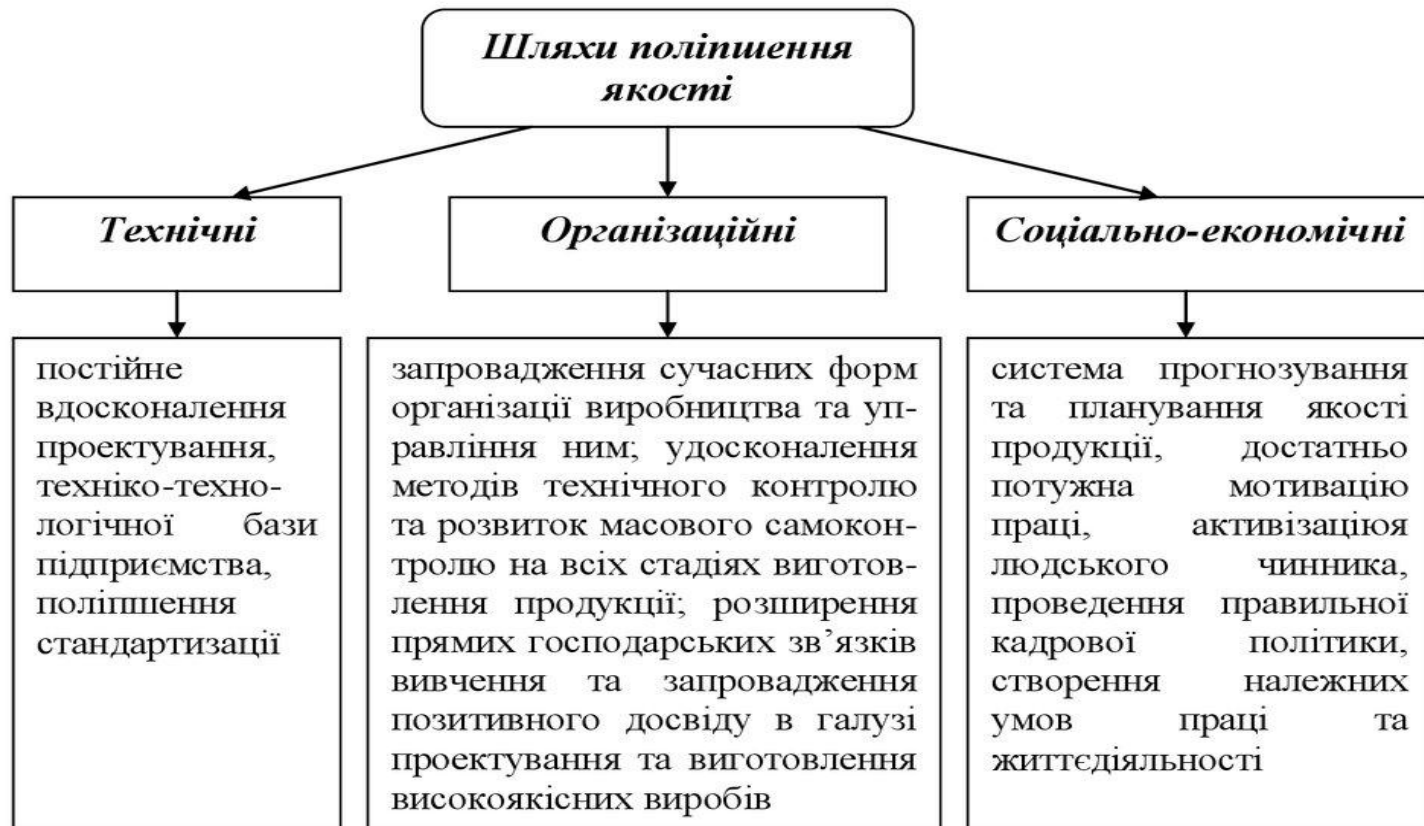 Шляхи поліпшення
якості
Технічні
Організаційні
Соціально-економічні
постійне
вдосконалення
проектування,
техніко-техно-
логічної бази
підприємства,
поліпшення
стандартизації
запровадження сучасних форм
організації виробництва та уп-
равління ним; удосконалення
методів технічного контролю
та розвиток масового самокон-
тролю на всіх стадіях виготов-
лення продукції; розширення
прямих господарських зв’язків
вивчення та запровадження
позитивного досвіду в галузі
проектування та виготовлення
високоякісних виробів
система прогнозування
та планування якості
продукції, достатньо
потужна мотивацію
праці, активізаціюя
людського чинника,
проведення правильної
кадрової політики,
створення належних
умов праці та
життєдіяльності